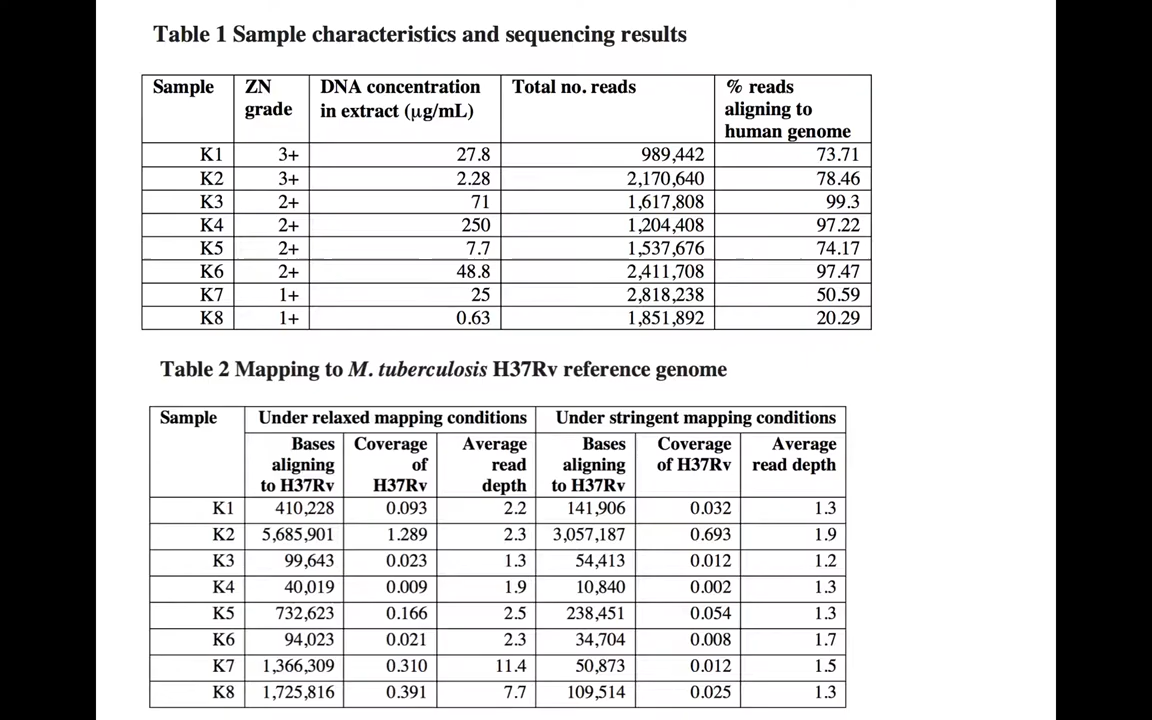 Table 1 Sample characteristics and sequencing results
Sample ZN grade DNA concentration in extract (µg/mL) Total no. reads % reads aligning to human genome
K1 3+ 27.8 989,442 73.71
K2 3+ 2.28 2,170,640 78.46
K3 2+ 71 1,617,808 99.3
K4 2+ 250 1,204,408 97.22
K5 2+ 7.7 1,537,676 74.17
K6 2+ 48.8 2,411,708 97.47
K7 1+ 25 2,818,238 50.59
K8 1+ 0.63 1,851,892 20.29
Table 2 Mapping to M. tuberculosis H37Rv reference genome
Sample Under relaxed mapping conditions Under stringent mapping conditions
Bases aligning to H37Rv Coverage of H37Rv Average read depth Bases aligning to H37Rv Coverage of H37Rv Average read depth
K1 410,228 0.093 2.2 141,906 0.032 1.3
K2 5,685,901 1.289 2.3 3,057,187 0.693 1.9
K3 99,643 0.023 1.3 54,413 0.012 1.2
K4 40,019 0.009 1.9 10,840 0.002 1.3
K5 732,623 0.166 2.5 238,451 0.054 1.3
K6 94,023 0.021 2.3 34,704 0.008 1.7
K7 1,366,309 0.310 11.4 50,873 0.012 1.5
K8 1,725,816 0.391 7.7 109,514 0.025 1.3